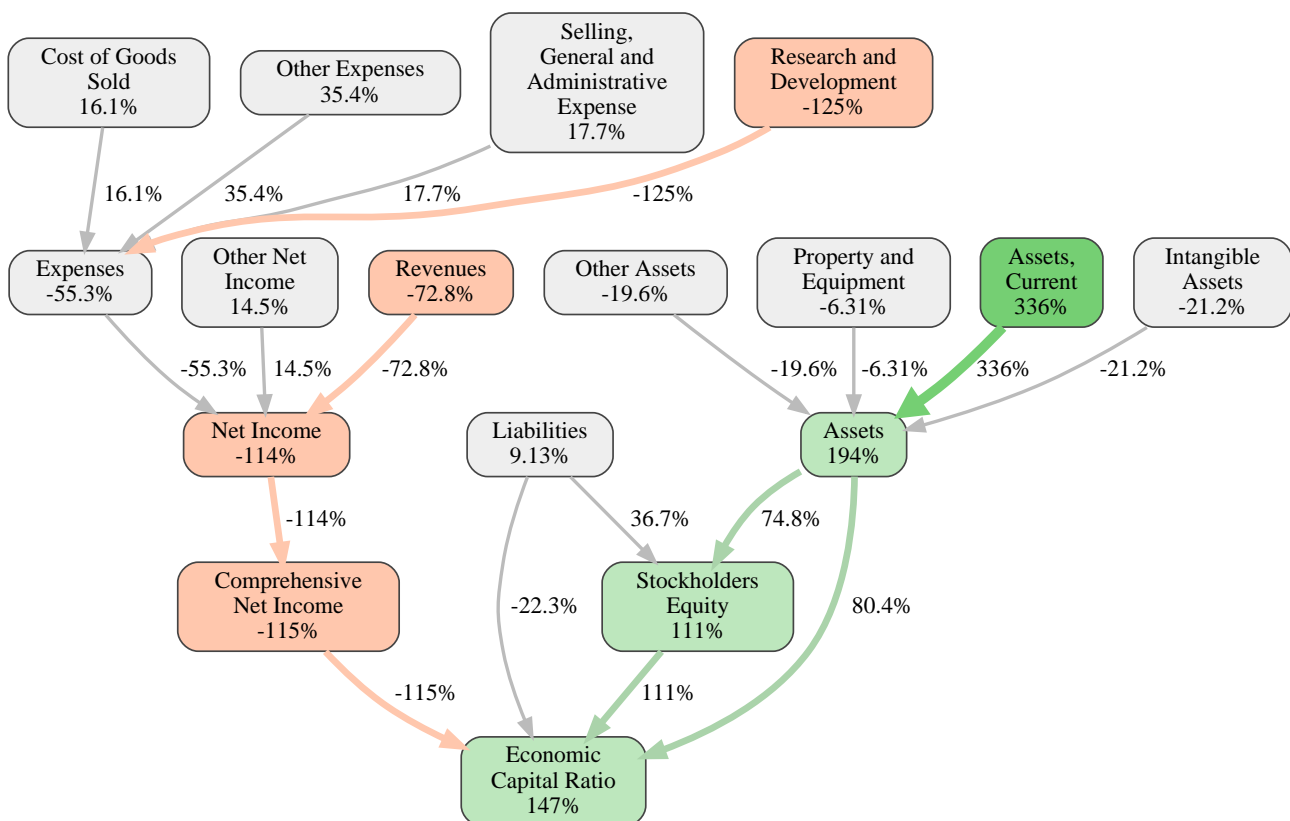 Cost of Goods
Sold
16.1%
Other Expenses
35.4%
Selling,
General and
Administrative
Expense
17.7%
Research and
Development
-125%
16.1%
35.4%
17.7%
-125%
Expenses
-55.3%
Other Net
Income
14.5%
Revenues
-72.8%
Other Assets
-19.6%
Property and
Equipment
-6.31%
Assets,
Current
336%
Intangible
Assets
-21.2%
-55.3%
14.5%
-72.8%
-19.6%
-6.31%
336%
-21.2%
Net Income
-114%
Liabilities
9.13%
Assets
194%
-114%
36.7%
74.8%
Comprehensive
Net Income
-115%
-22.3%
Stockholders
Equity
111%
80.4%
-115%
111%
Economic
Capital Ratio
147%